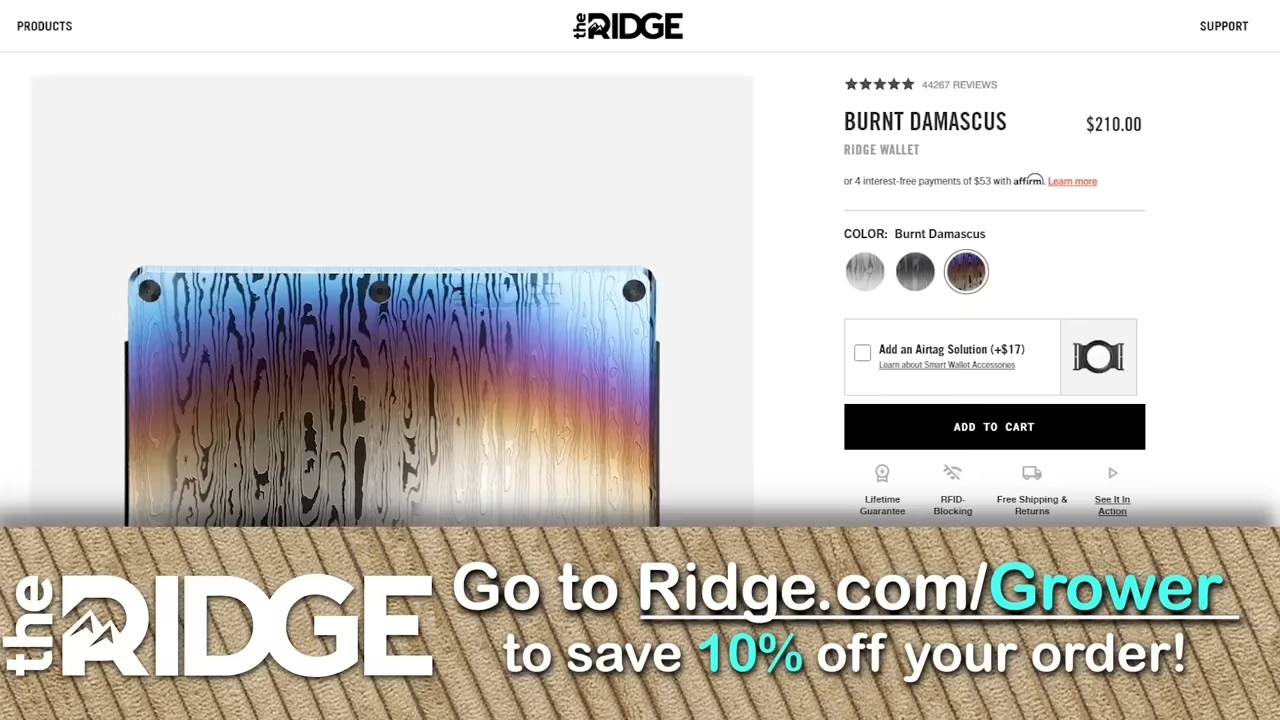 PRODUCTS
the RIDGE
SUPPORT
44267 REVIEWS
BURNT DAMASCUS
$210.00
RIDGE WALLET
or 4 interest-free payments of $53 with affirm. Learn more
COLOR: Burnt Damascus
Add an Airtag Solution (+$17)
Learn about Smart Wallet Accessories
ADD TO CART
Lifetime
Guarantee
RFID-
Blocking
Free Shipping &
Returns
See It In
Action
the RIDGE
Go to Ridge.com/Grower
to save 10% off your order!